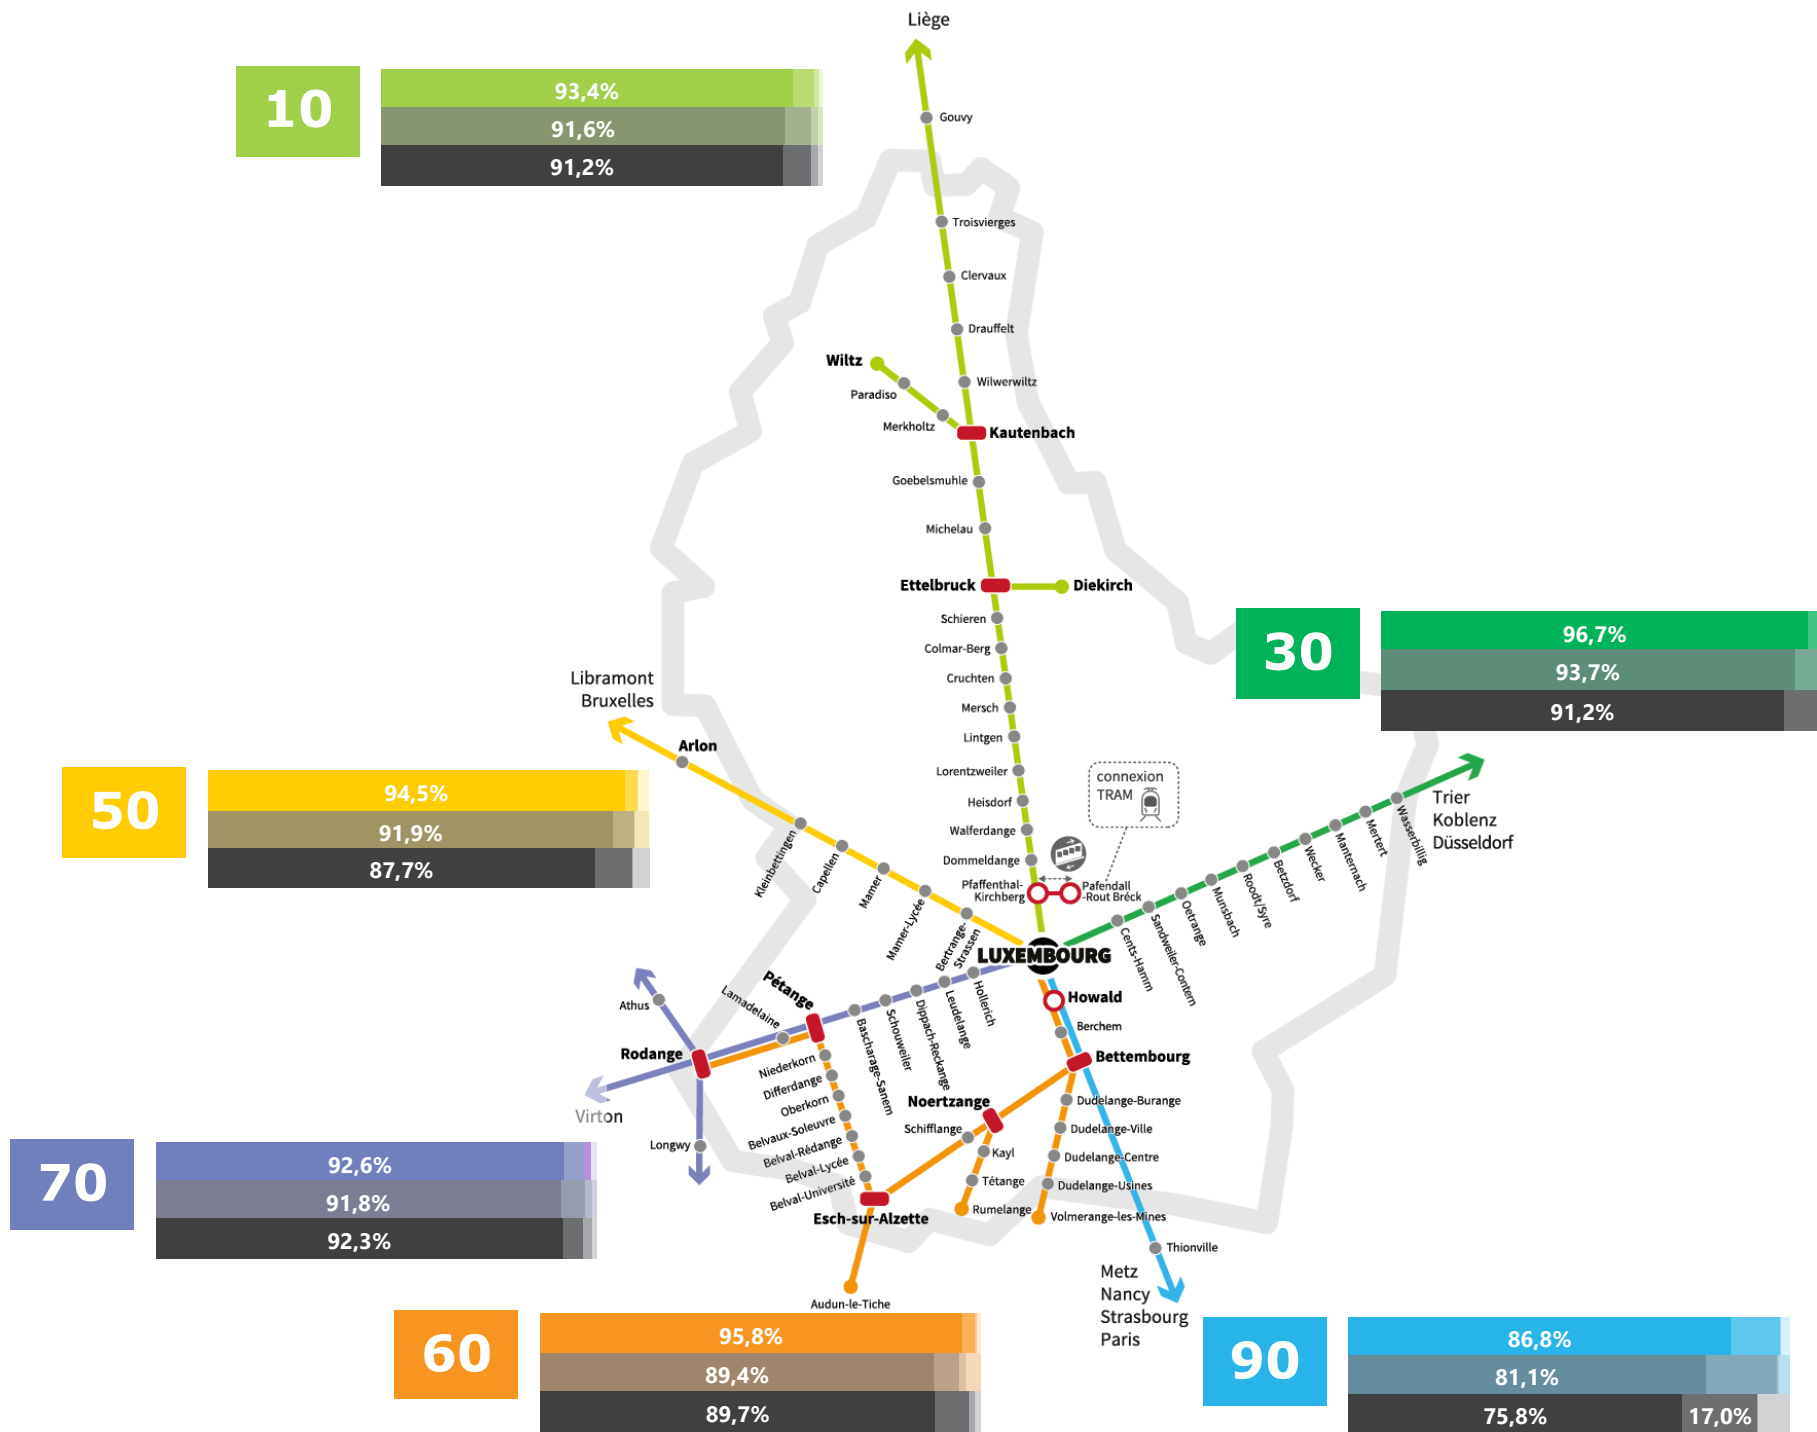 Liège
10
93,4%
91,6%
91,2%
Gouvy
Troisvierges
Clervaux
Drauffelt
Wiltz
Paradiso
Merkholtz
Wilwerwiltz
Kautenbach
Goebelsmuhle
Michelau
Ettelbruck
Diekirch
Schieren
Colmar-Berg
Cruchten
Mersch
Lintgen
Lorentzweiler
Heisdorf
Walferdange
Dommeldange
Pfaffenthal-
Kirchberg
Pafendall
-Rout Bréck
connexion
TRAM
30
96,7%
93,7%
91,2%
Libramont
Bruxelles
Arlon
50
94,5%
91,9%
87,7%
Kleinbettingen
Capellen
Mamer
Mamer-Lycée
Bertrange-
Strassen
LUXEMBOURG
Trier
Koblenz
Düsseldorf
Wasserbillig
Mertert
Manternach
Wecker
Betzdorf
Roodt/Syre
Munsbach
Oetrange
Sandweiler-Contern
Cents-Hamm
Howald
Berchem
Bettembourg
Hollerich
Leudelange
Dippach-Reckange
Schouweiler
Bascharage-Sanem
Pétange
Lamadelaine
Athus
Rodange
Virton
Longwy
Niederkorn
Differdange
Oberkorn
Belvaux-Soleuvre
Belval-Rédange
Belval-Lycée
Belval-Université
Esch-sur-Alzette
Audun-le-Tiche
Noertzange
Schifflange
Kayl
Tétange
Rumelange
Dudelange-Burange
Dudelange-Ville
Dudelange-Centre
Dudelange-Usines
Volmerange-les-Mines
Thionville
Metz
Nancy
Strasbourg
Paris
70
92,6%
91,8%
92,3%
60
95,8%
89,4%
89,7%
90
86,8%
81,1%
75,8%
17,0%